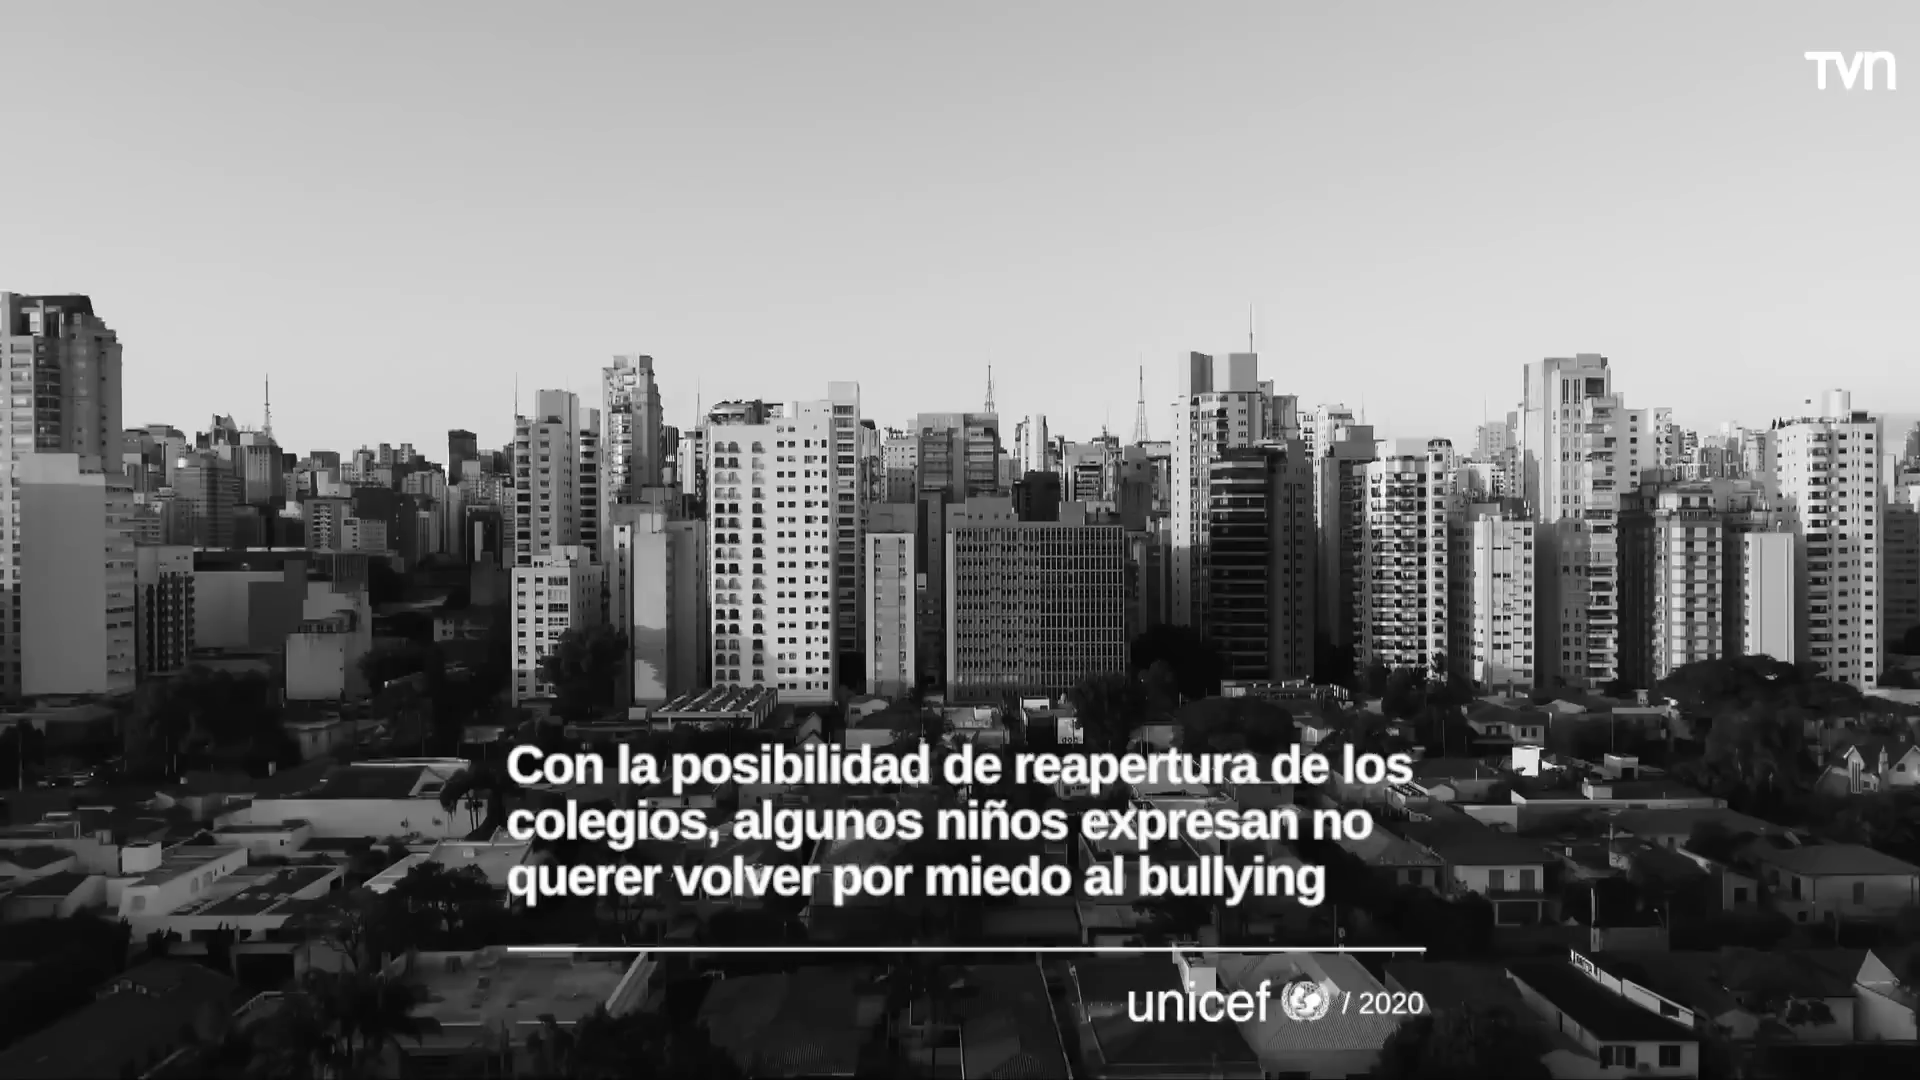 TVN
Con la posibilidad de reapertura de los
colegios, algunos niños expresan no
querer volver por miedo al bullying
unicef / 2020